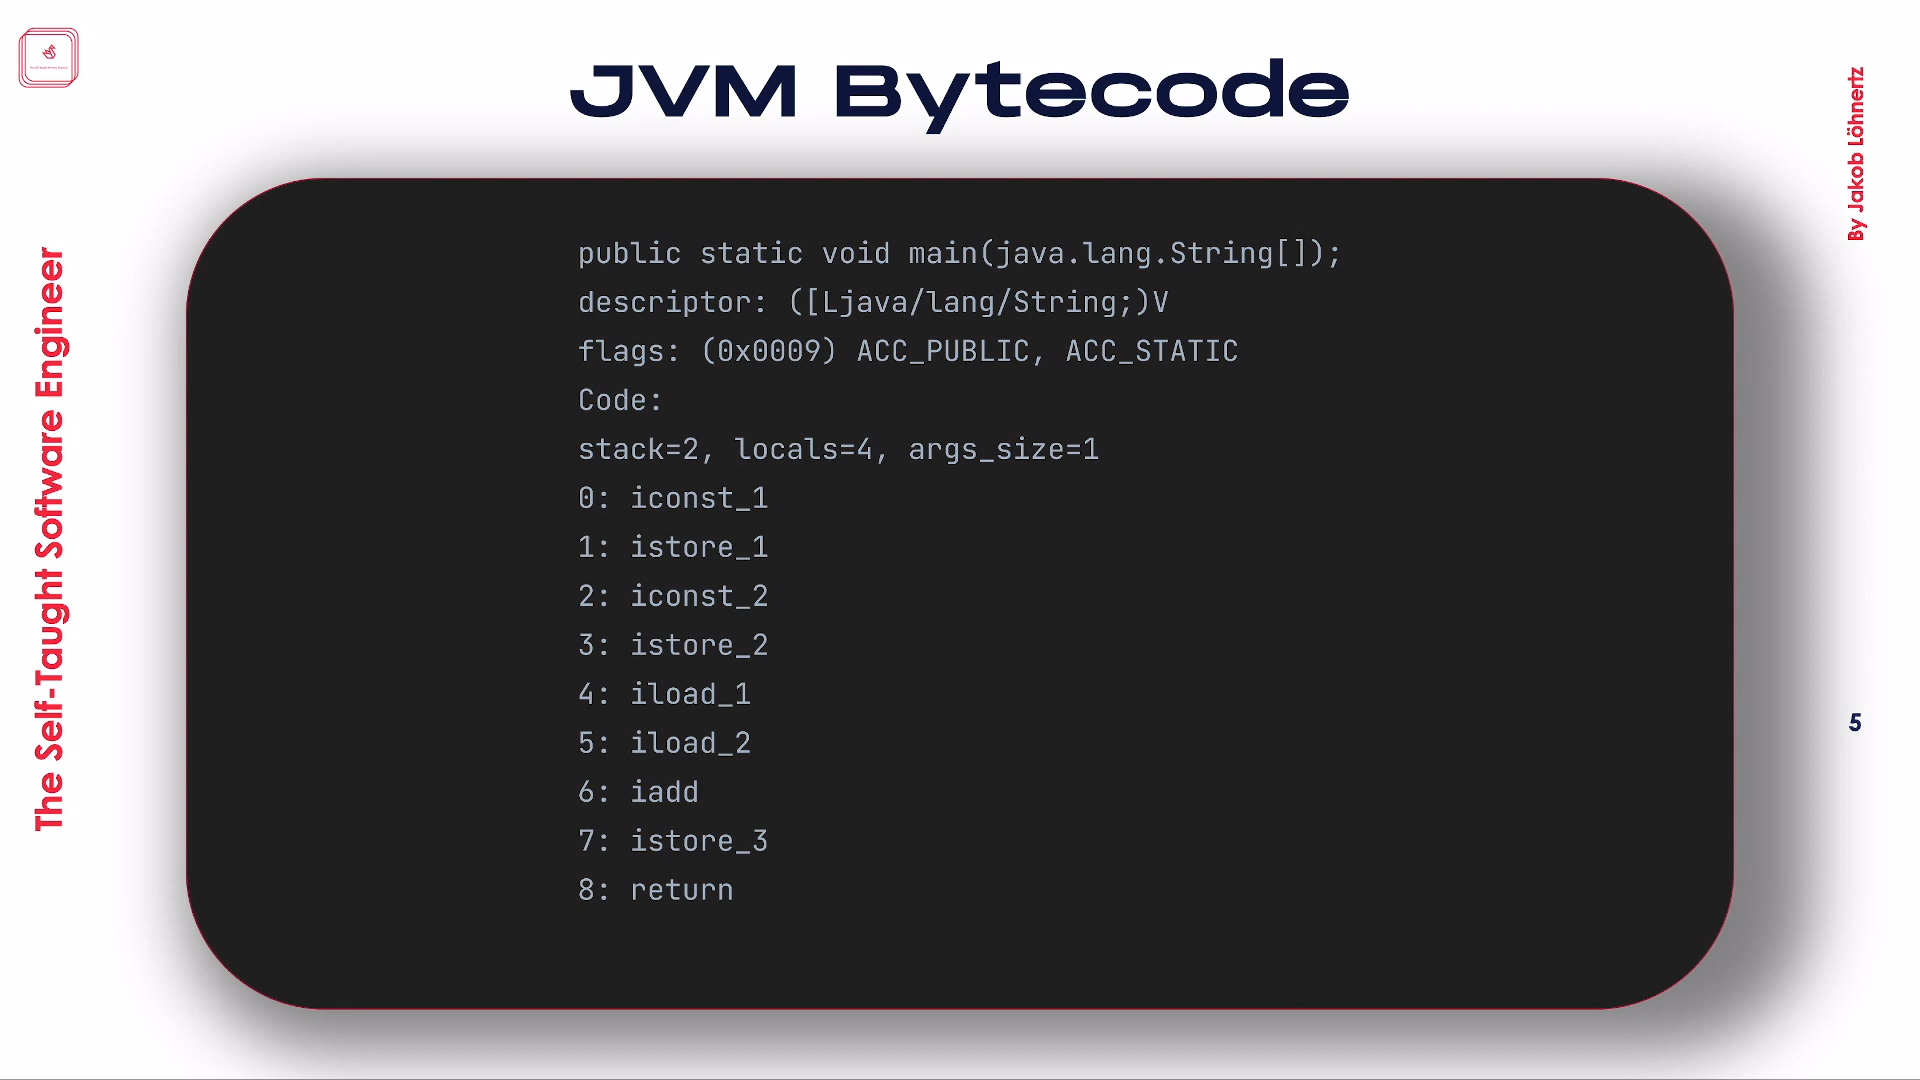 JVM Bytecode
By Jakob Löhnertz
The Self-Taught Software Engineer
public static void main(java.lang.String[]);
descriptor: ([Ljava/lang/String;)V
flags: (0x0009) ACC_PUBLIC, ACC_STATIC
Code:
stack=2, locals=4, args_size=1
0: iconst_1
1: istore_1
2: iconst_2
3: istore_2
4: iload_1
5: iload_2
6: iadd
7: istore_3
8: return
5